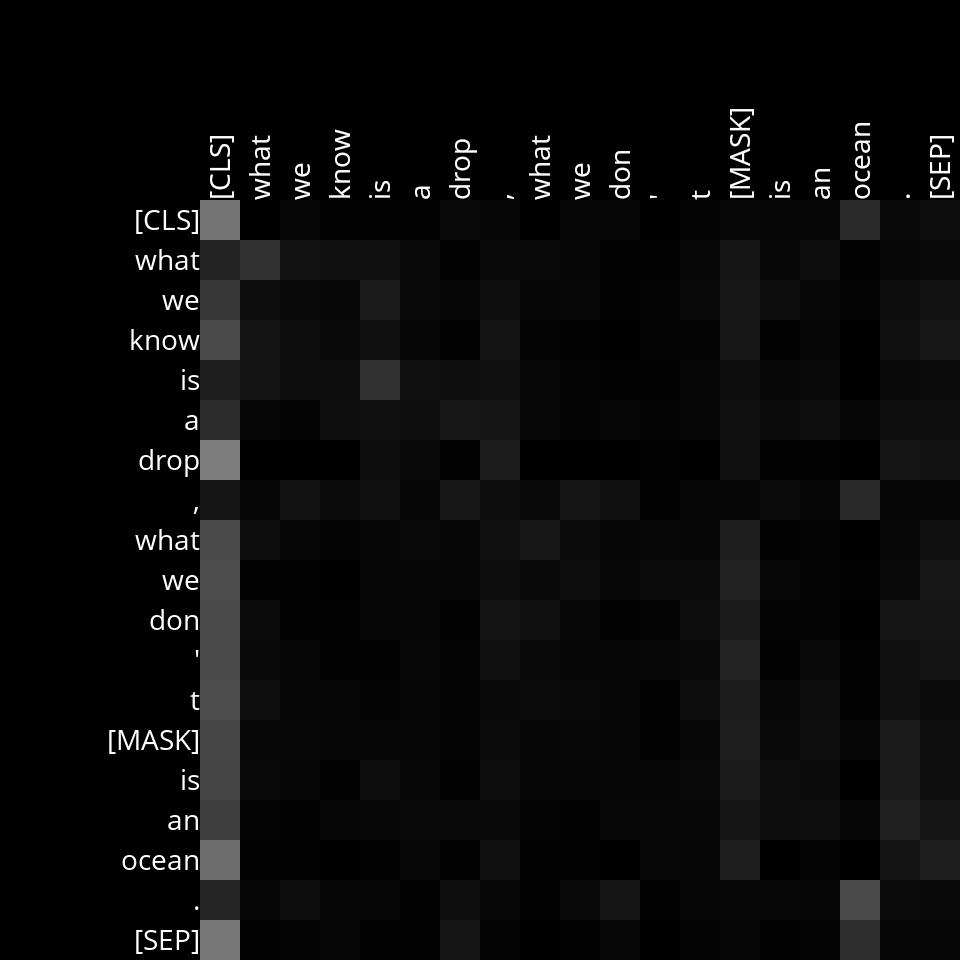 [CLS] what we know is a drop , what we don ' t [MASK] is an ocean . [SEP]
[CLS]
what
we
know
is
a
drop
,
what
we
don
'
t
[MASK]
is
an
ocean
.
[SEP]